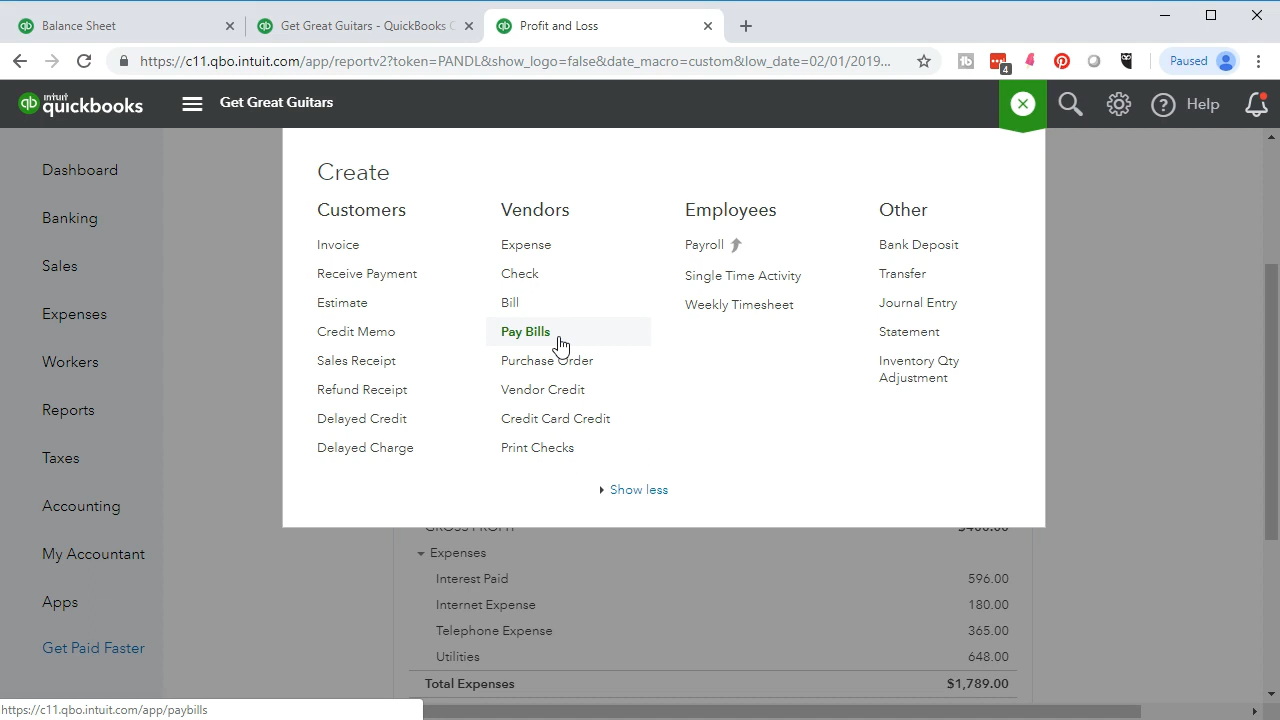 Balance Sheet
Get Great Guitars - QuickBooks
Profit and Loss
https://c11.qbo.intuit.com/app/reportv2?token=PANDL&show_logo=false&date_macro=custom&low_date=02/01/2019...
4
Paused
intuit quickbooks
Get Great Guitars
Help
Dashboard
Banking
Sales
Expenses
Workers
Reports
Taxes
Accounting
My Accountant
Apps
Get Paid Faster
Create
Customers
Invoice
Receive Payment
Estimate
Credit Memo
Sales Receipt
Refund Receipt
Delayed Credit
Delayed Charge
Vendors
Expense
Check
Bill
Pay Bills
Purchase Order
Vendor Credit
Credit Card Credit
Print Checks
Employees
Payroll
Single Time Activity
Weekly Timesheet
Other
Bank Deposit
Transfer
Journal Entry
Statement
Inventory Qty
Adjustment
Show less
GROSS PROFIT
Expenses
Interest Paid 596.00
Internet Expense 180.00
Telephone Expense 365.00
Utilities 648.00
Total Expenses $1,789.00
https://c11.qbo.intuit.com/app/paybills